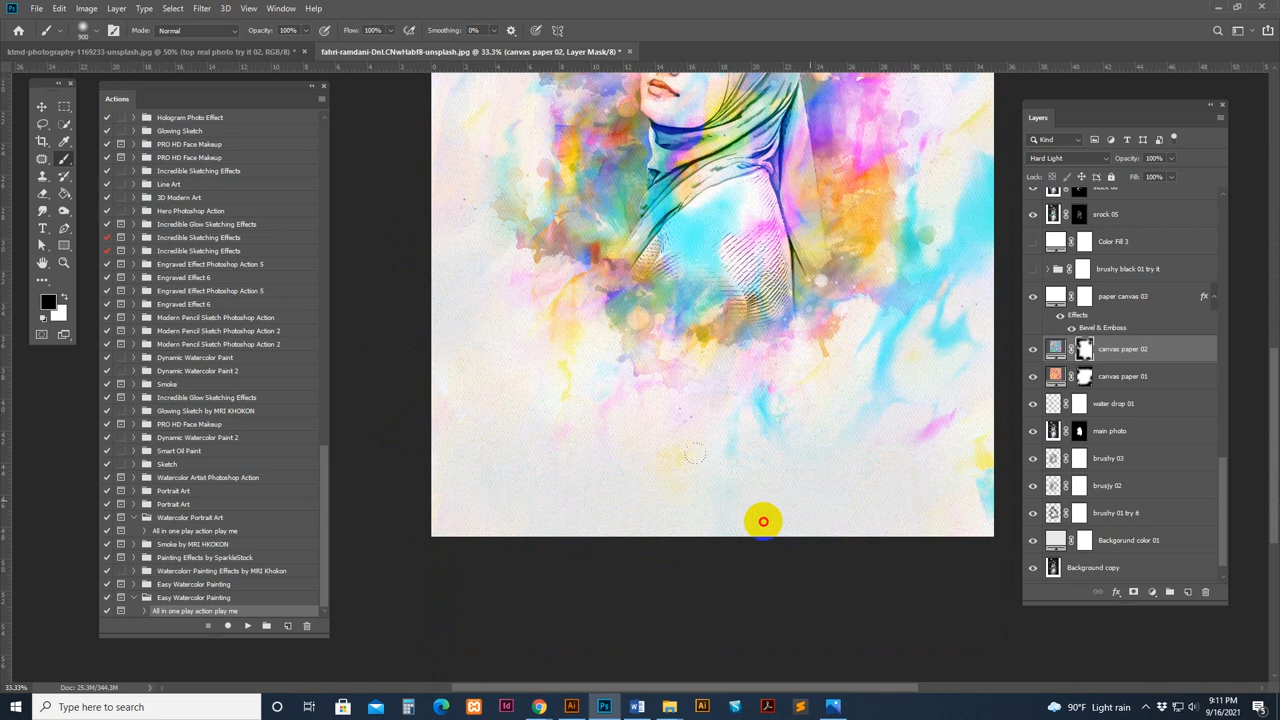 File Edit Image Layer Type Select Filter 3D View Window Help
900 Mode: Normal Opacity: 100% Flow: 100% Smoothing: 0%
ktmd-photography-1169233-unsplash.jpg @ 50% (top real photo try it 02, RGB/8) * × fahri-ramdani-DnLCNwHabf8-unsplash.jpg @ 33.3% (canvas paper 02, Layer Mask/8) * ×
Actions
Hologram Photo Effect
Glowing Sketch
PRO HD Face Makeup
PRO HD Face Makeup
Incredible Sketching Effects
Line Art
3D Modern Art
Hero Photoshop Action
Incredible Glow Sketching Effects
Incredible Sketching Effects
Incredible Sketching Effects
Engraved Effect Photoshop Action 5
Engraved Effect 6
Engraved Effect Photoshop Action 5
Engraved Effect 6
Modern Pencil Sketch Photoshop Action
Modern Pencil Sketch Photoshop Action 2
Modern Pencil Sketch Photoshop Action 2
Dynamic Watercolor Paint
Dynamic Watercolor Paint 2
Smoke
Incredible Glow Sketching Effects
Glowing Sketch by MRI KHOKON
PRO HD Face Makeup
Dynamic Watercolor Paint 2
Smart Oil Paint
Sketch
Watercolor Artist Photoshop Action
Portrait Art
Portrait Art
Watercolor Portrait Art
All in one play action play me
Smoke by MRI HKOKON
Painting Effects by SparkleStock
Watercolorr Painting Effects by MRI Khokon
Easy Watercolor Painting
Easy Watercolor Painting
All in one play action play me
Layers
Kind
Hard Light Opacity: 100%
Lock: Fill: 100%
srock 05
Color Fill 3
brushy black 01 try it
paper canvas 03 fx
Effects
Bevel & Emboss
canvas paper 02
canvas paper 01
water drop 01
main photo
brushy 03
brusjy 02
brushy 01 try it
Backgorund color 01
Background copy
33.33% Doc: 25.3M/344.3M
Type here to search
90°F Light rain
9:11 PM
9/16/2021